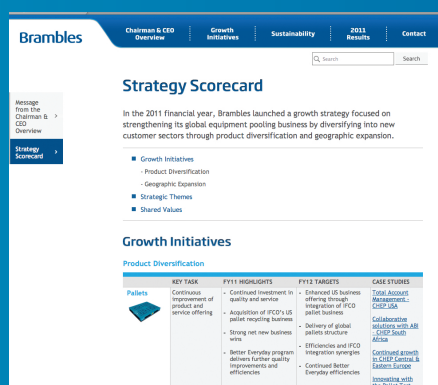 Brambles
Chairman & CEO
Overview
Growth
Initiatives
Sustainability
2011
Results
Contact
Search
Search
Message
from the
Chairman &
CEO
Overview
>
Strategy
Scorecard
>
Strategy Scorecard
In the 2011 financial year, Brambles launched a growth strategy focused on
strengthening its global equipment pooling business by diversifying into new
customer sectors through product diversification and geographic expansion.
■ Growth Initiatives
- Product Diversification
- Geographic Expansion
■ Strategic Themes
■ Shared Values
Growth Initiatives
Product Diversification
KEY TASK
FY11 HIGHLIGHTS
FY12 TARGETS
CASE STUDIES
Pallets
Continuous
improvement of
product and
service offering
- Continued investment in
quality and service
- Acquisition of IFCO's US
pallet recycling business
- Strong net new business
wins
- Better Everyday program
delivers further quality
improvements and
efficiencies
- Enhanced US business
offering through
integration of IFCO
pallet business
- Delivery of global
pallets structure
- Efficiencies and IFCO
integration synergies
- Continued Better
Everyday efficiencies
Total Account
Management -
CHEP USA
Collaborative
solutions with ABI
- CHEP South
Africa
Continued growth
in CHEP Central &
Eastern Europe
Innovating with